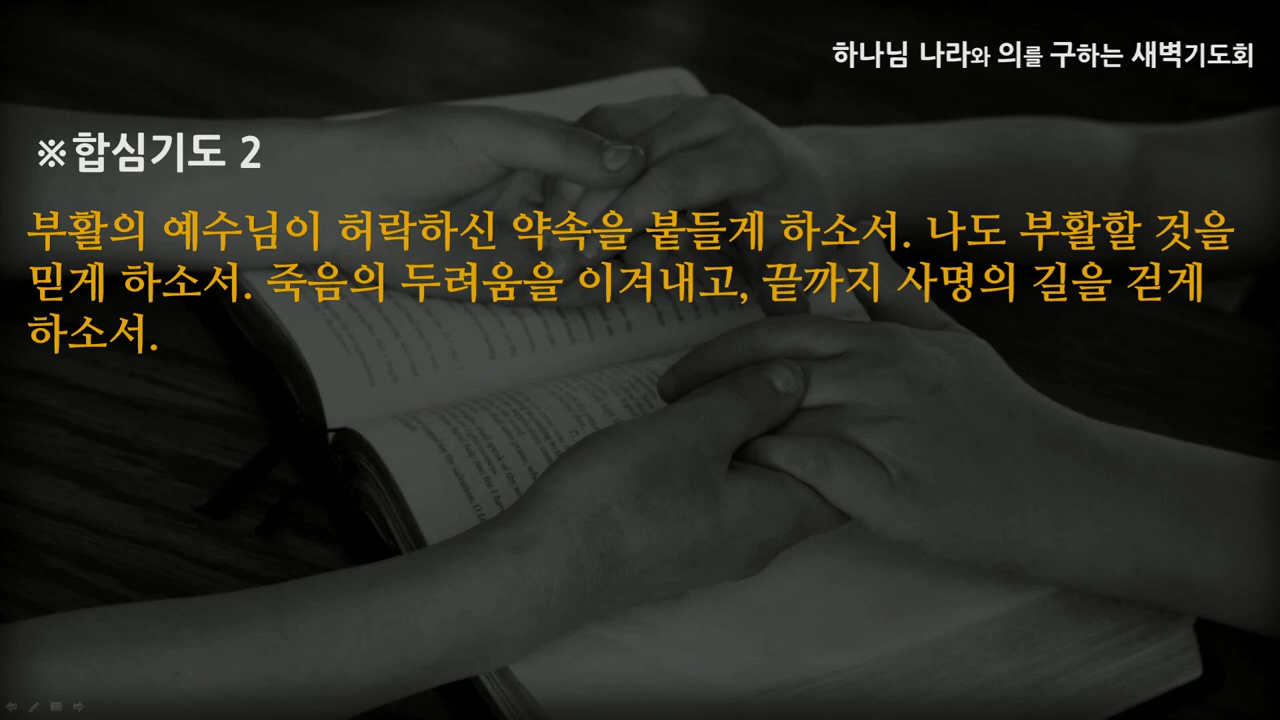 하나님 나라와 의를 구하는 새벽기도회
※합심기도 2
부활의 예수님이 허락하신 약속을 붙들게 하소서. 나도 부활할 것을
믿게 하소서. 죽음의 두려움을 이겨내고, 끝까지 사명의 길을 걷게
하소서.